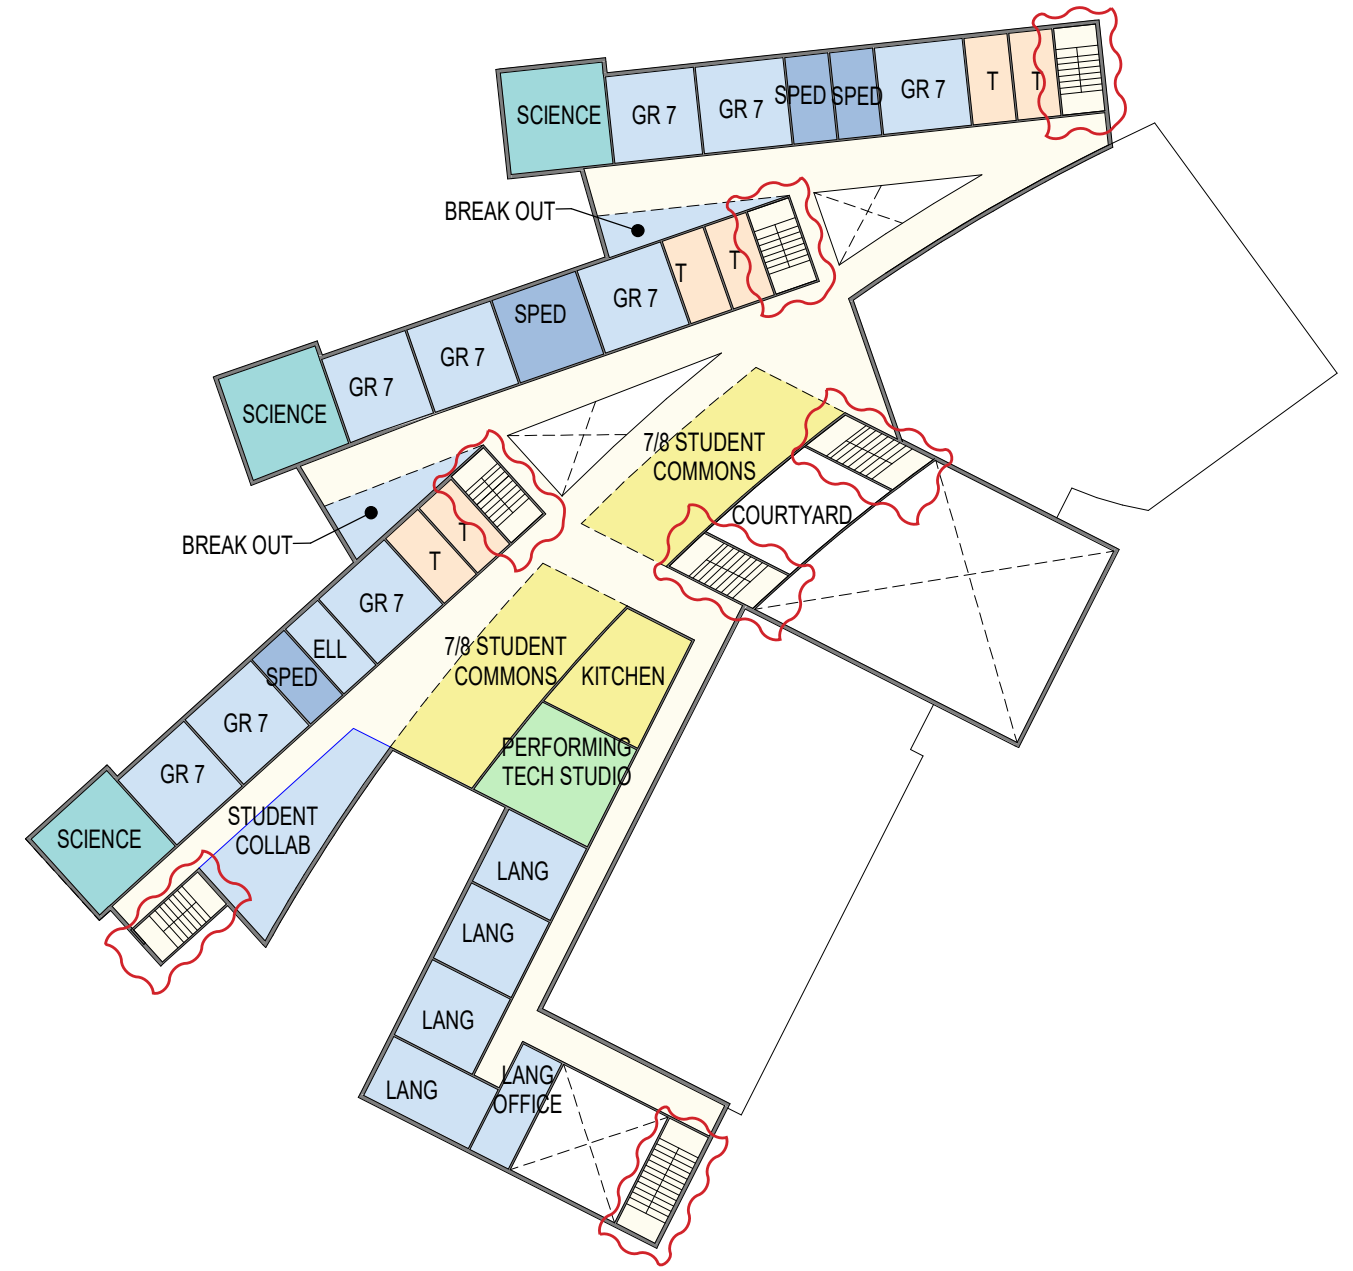 SCIENCE
GR 7
GR 7
SPED
SPED
GR 7
T
T
BREAK OUT
SCIENCE
GR 7
GR 7
SPED
GR 7
T
T
BREAK OUT
SCIENCE
GR 7
GR 7
SPED
ELL
GR 7
T
T
7/8 STUDENT
COMMONS
COURTYARD
7/8 STUDENT
COMMONS
KITCHEN
PERFORMING
TECH STUDIO
STUDENT
COLLAB
LANG
LANG
LANG
LANG
LANG
OFFICE